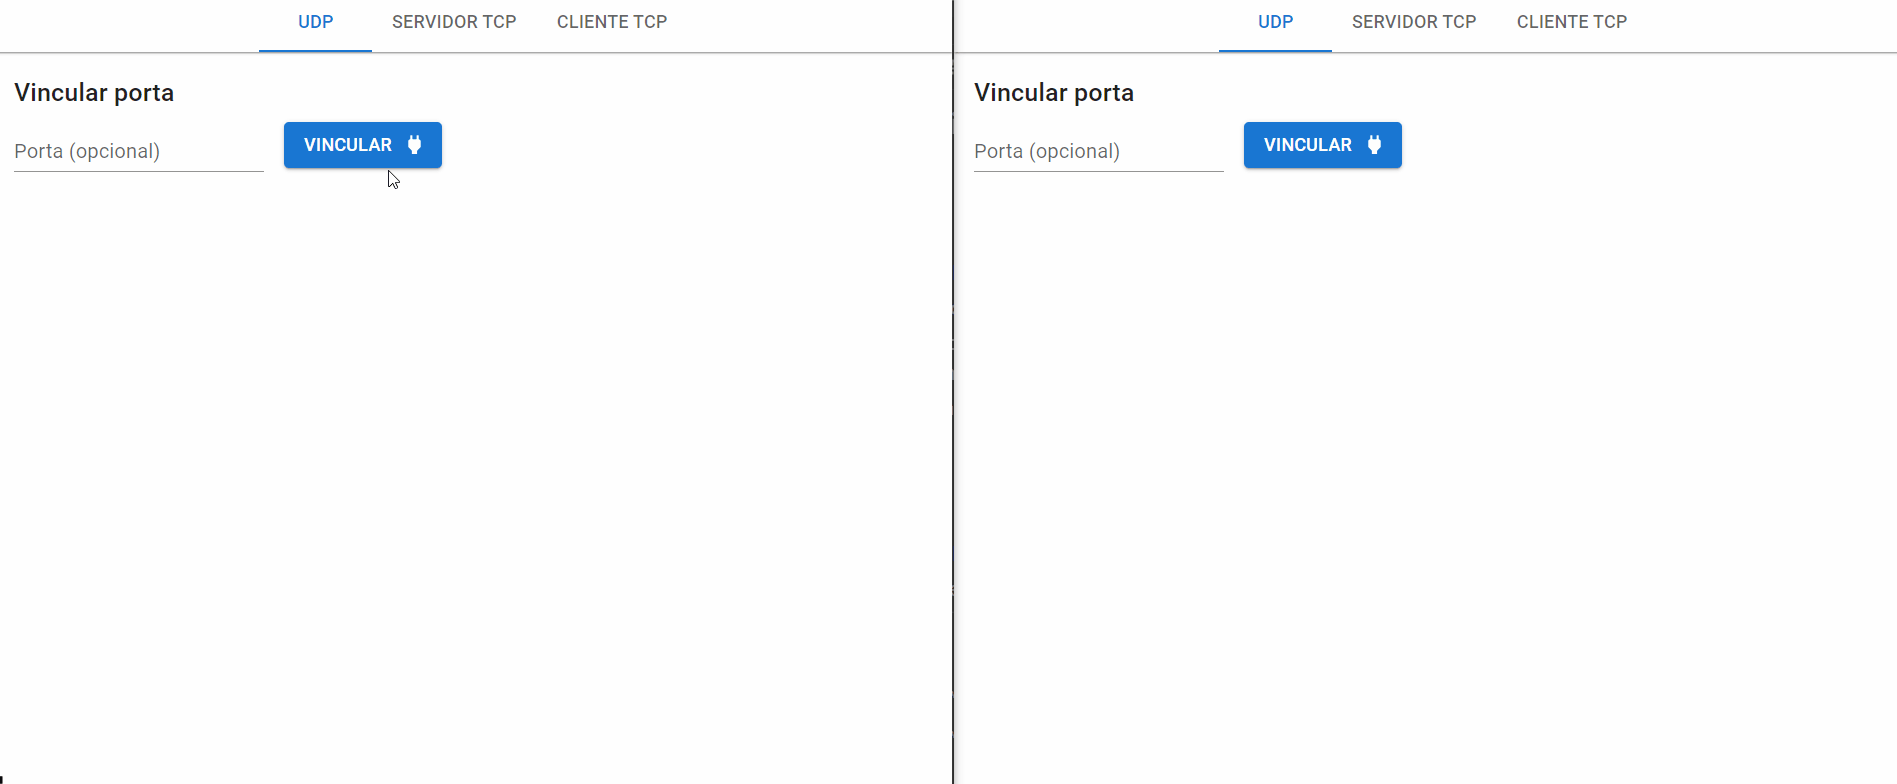 UDP SERVIDOR TCP CLIENTE TCP
Vincular porta
Porta (opcional) VINCULAR
UDP SERVIDOR TCP CLIENTE TCP
Vincular porta
Porta (opcional) VINCULAR